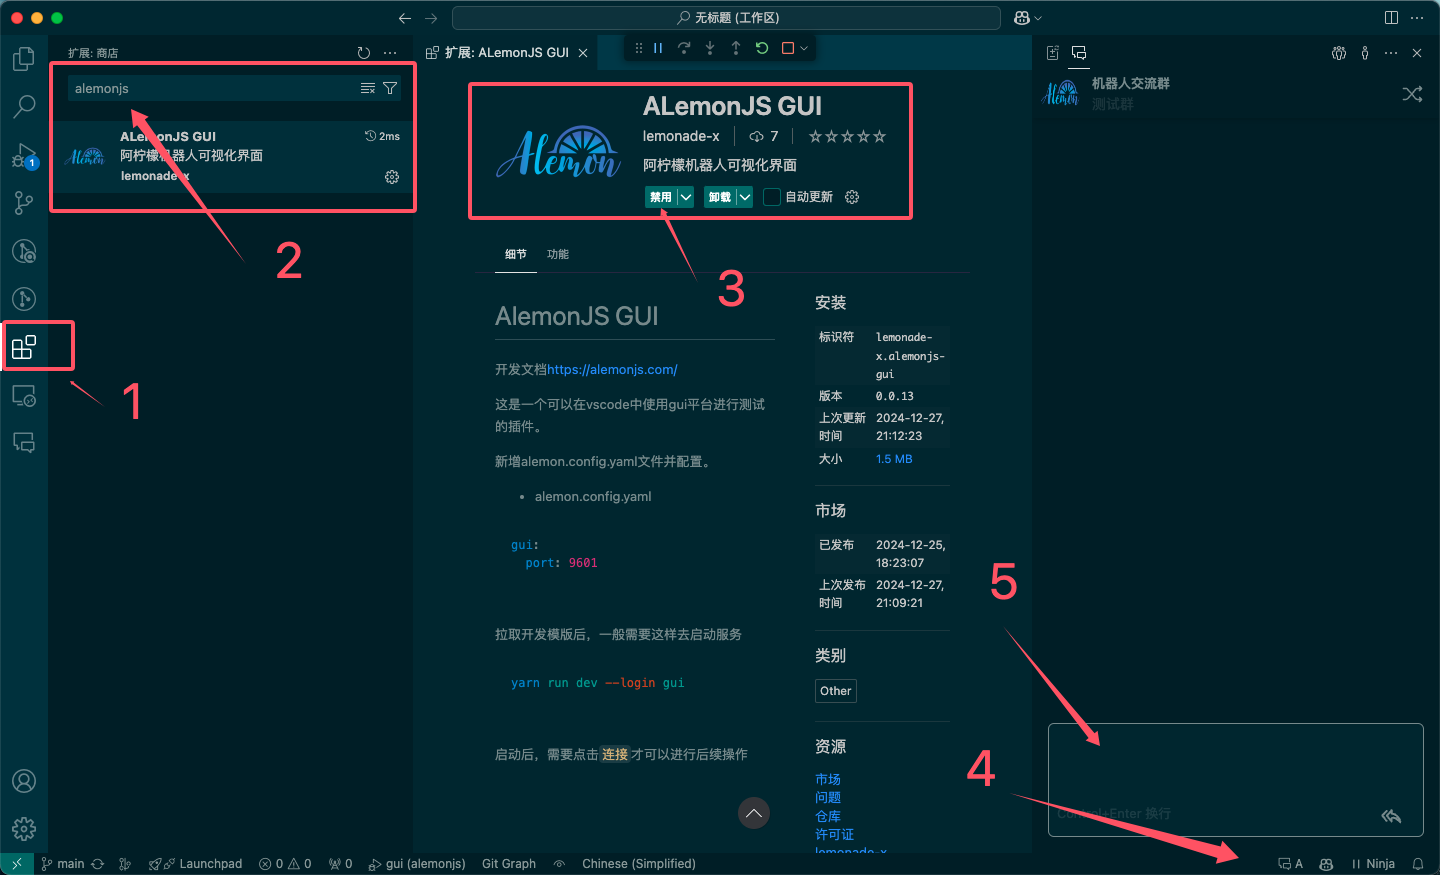 无标题 (工作区)
扩展: 商店
alemonjs
ALemonJS GUI
2ms
阿柠檬机器人可视化界面
lemonade-x
1
2
1
扩展: ALemonJS GUI
Alemon
ALemonJS GUI
lemonade-x
7
阿柠檬机器人可视化界面
禁用
卸载
自动更新
3
细节
功能
AlemonJS GUI
开发文档https://alemonjs.com/
这是一个可以在vscode中使用gui平台进行测试
的插件。
新增alemon.config.yaml文件并配置。
• alemon.config.yaml
gui:
port: 9601
拉取开发模版后，一般需要这样去启动服务
yarn run dev --login gui
启动后，需要点击连接才可以进行后续操作
安装
标识符 lemonade-
x.alemonjs-
gui
版本 0.0.13
上次更新 2024-12-27,
时间 21:12:23
大小 1.5 MB
市场
已发布 2024-12-25,
18:23:07
上次发布 2024-12-27,
时间 21:09:21
类别
Other
资源
市场
问题
仓库
许可证
lemonade-x
Alemon
机器人交流群
测试群
5
4
Control+Enter 换行
main
Launchpad
0 0
0
gui (alemonjs)
Git Graph
Chinese (Simplified)
A
Ninja